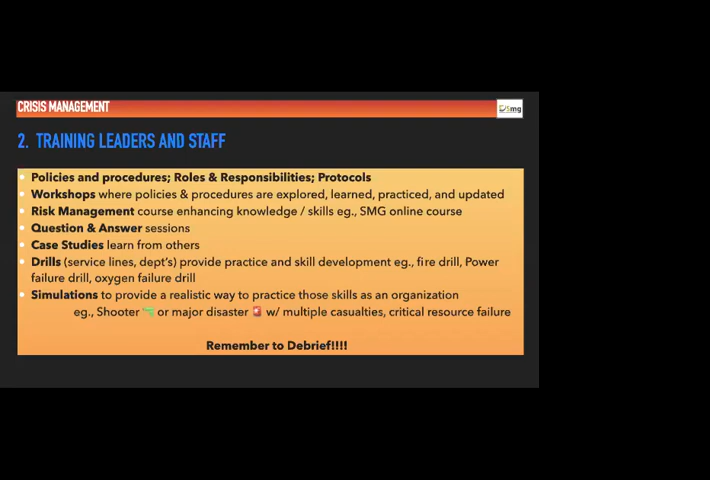 CRISIS MANAGEMENT
smg
2. TRAINING LEADERS AND STAFF
Policies and procedures; Roles & Responsibilities; Protocols
Workshops where policies & procedures are explored, learned, practiced, and updated
Risk Management course enhancing knowledge / skills eg., SMG online course
Question & Answer sessions
Case Studies learn from others
Drills (service lines, dept's) provide practice and skill development eg., fire drill, Power
failure drill, oxygen failure drill
Simulations to provide a realistic way to practice those skills as an organization
eg., Shooter 🔫 or major disaster 🚨 w/ multiple casualties, critical resource failure
Remember to Debrief!!!!